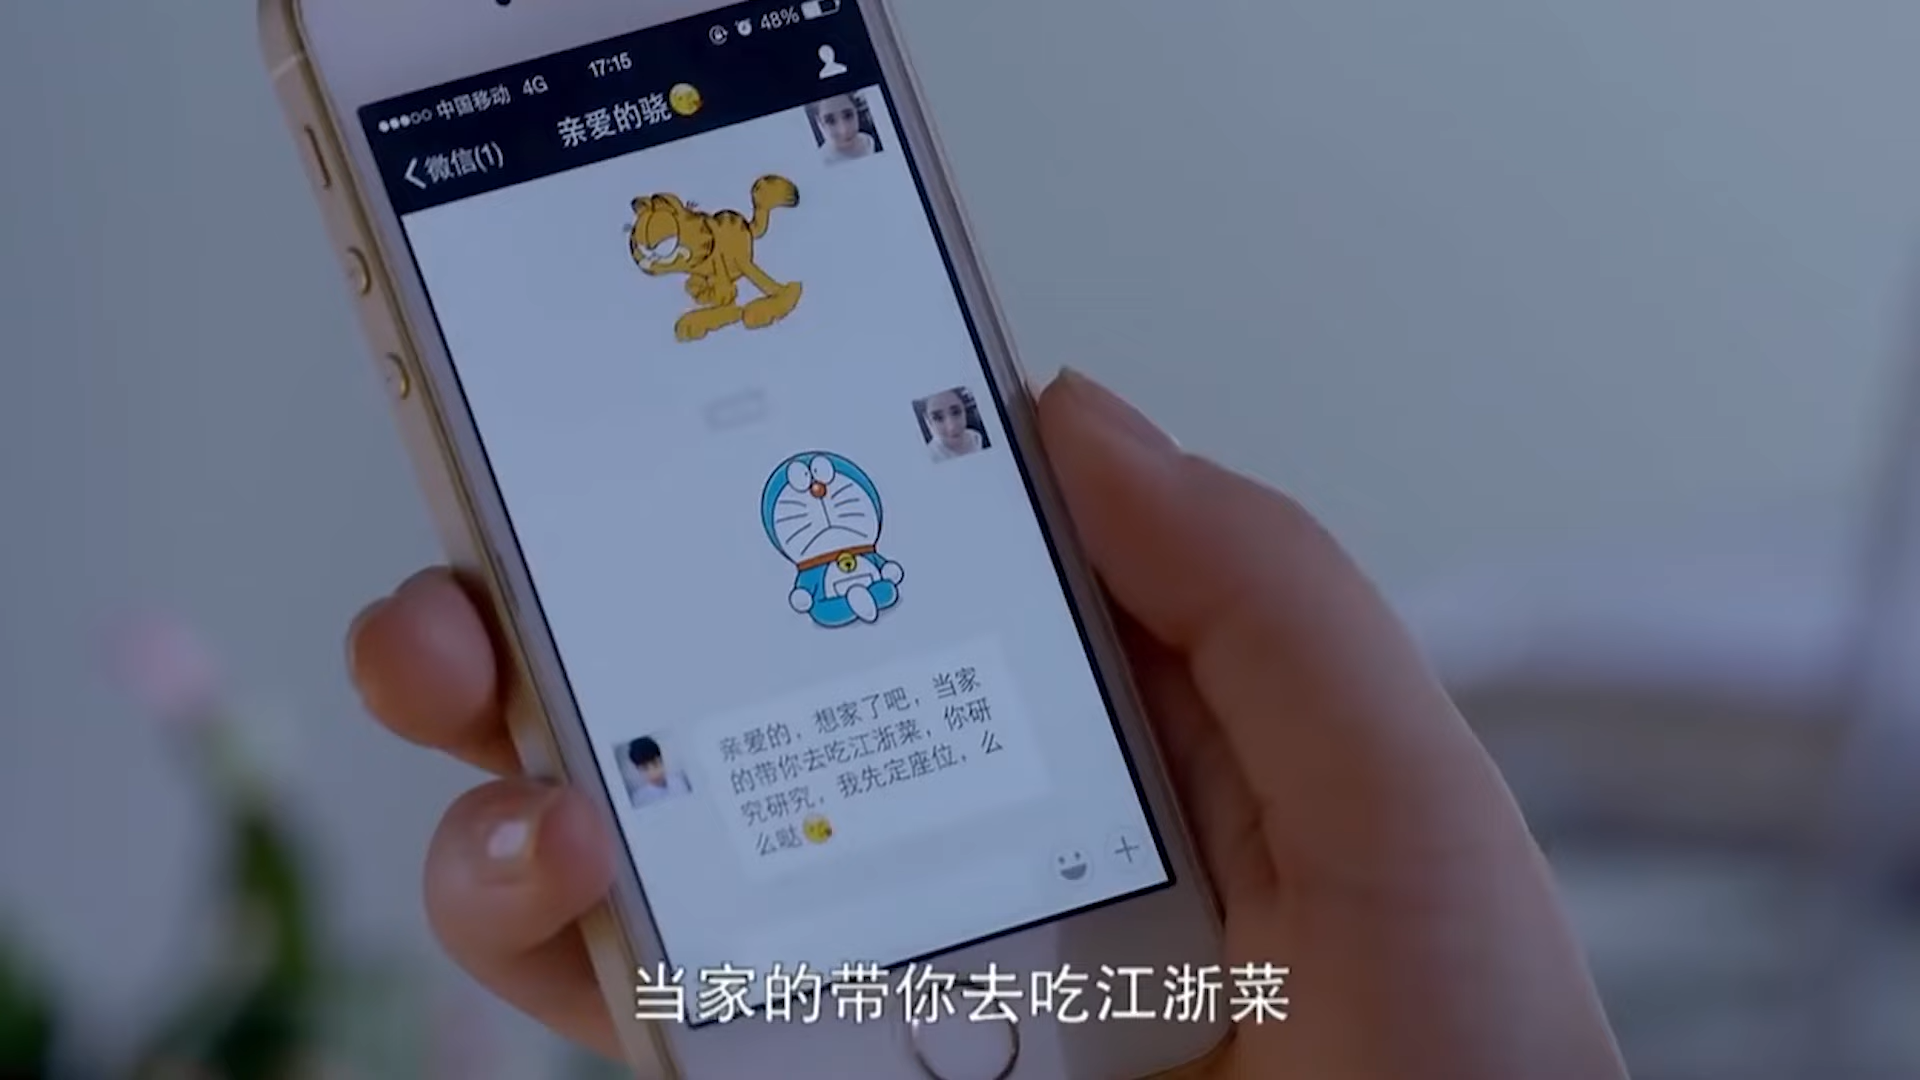 中国移动 4G 17:15 48%
微信(1) 亲爱的骁😘
亲爱的，想家了吧，当家
的带你去吃江浙菜，你研
究研究，我先定座位，么
么哒😘
当家的带你去吃江浙菜